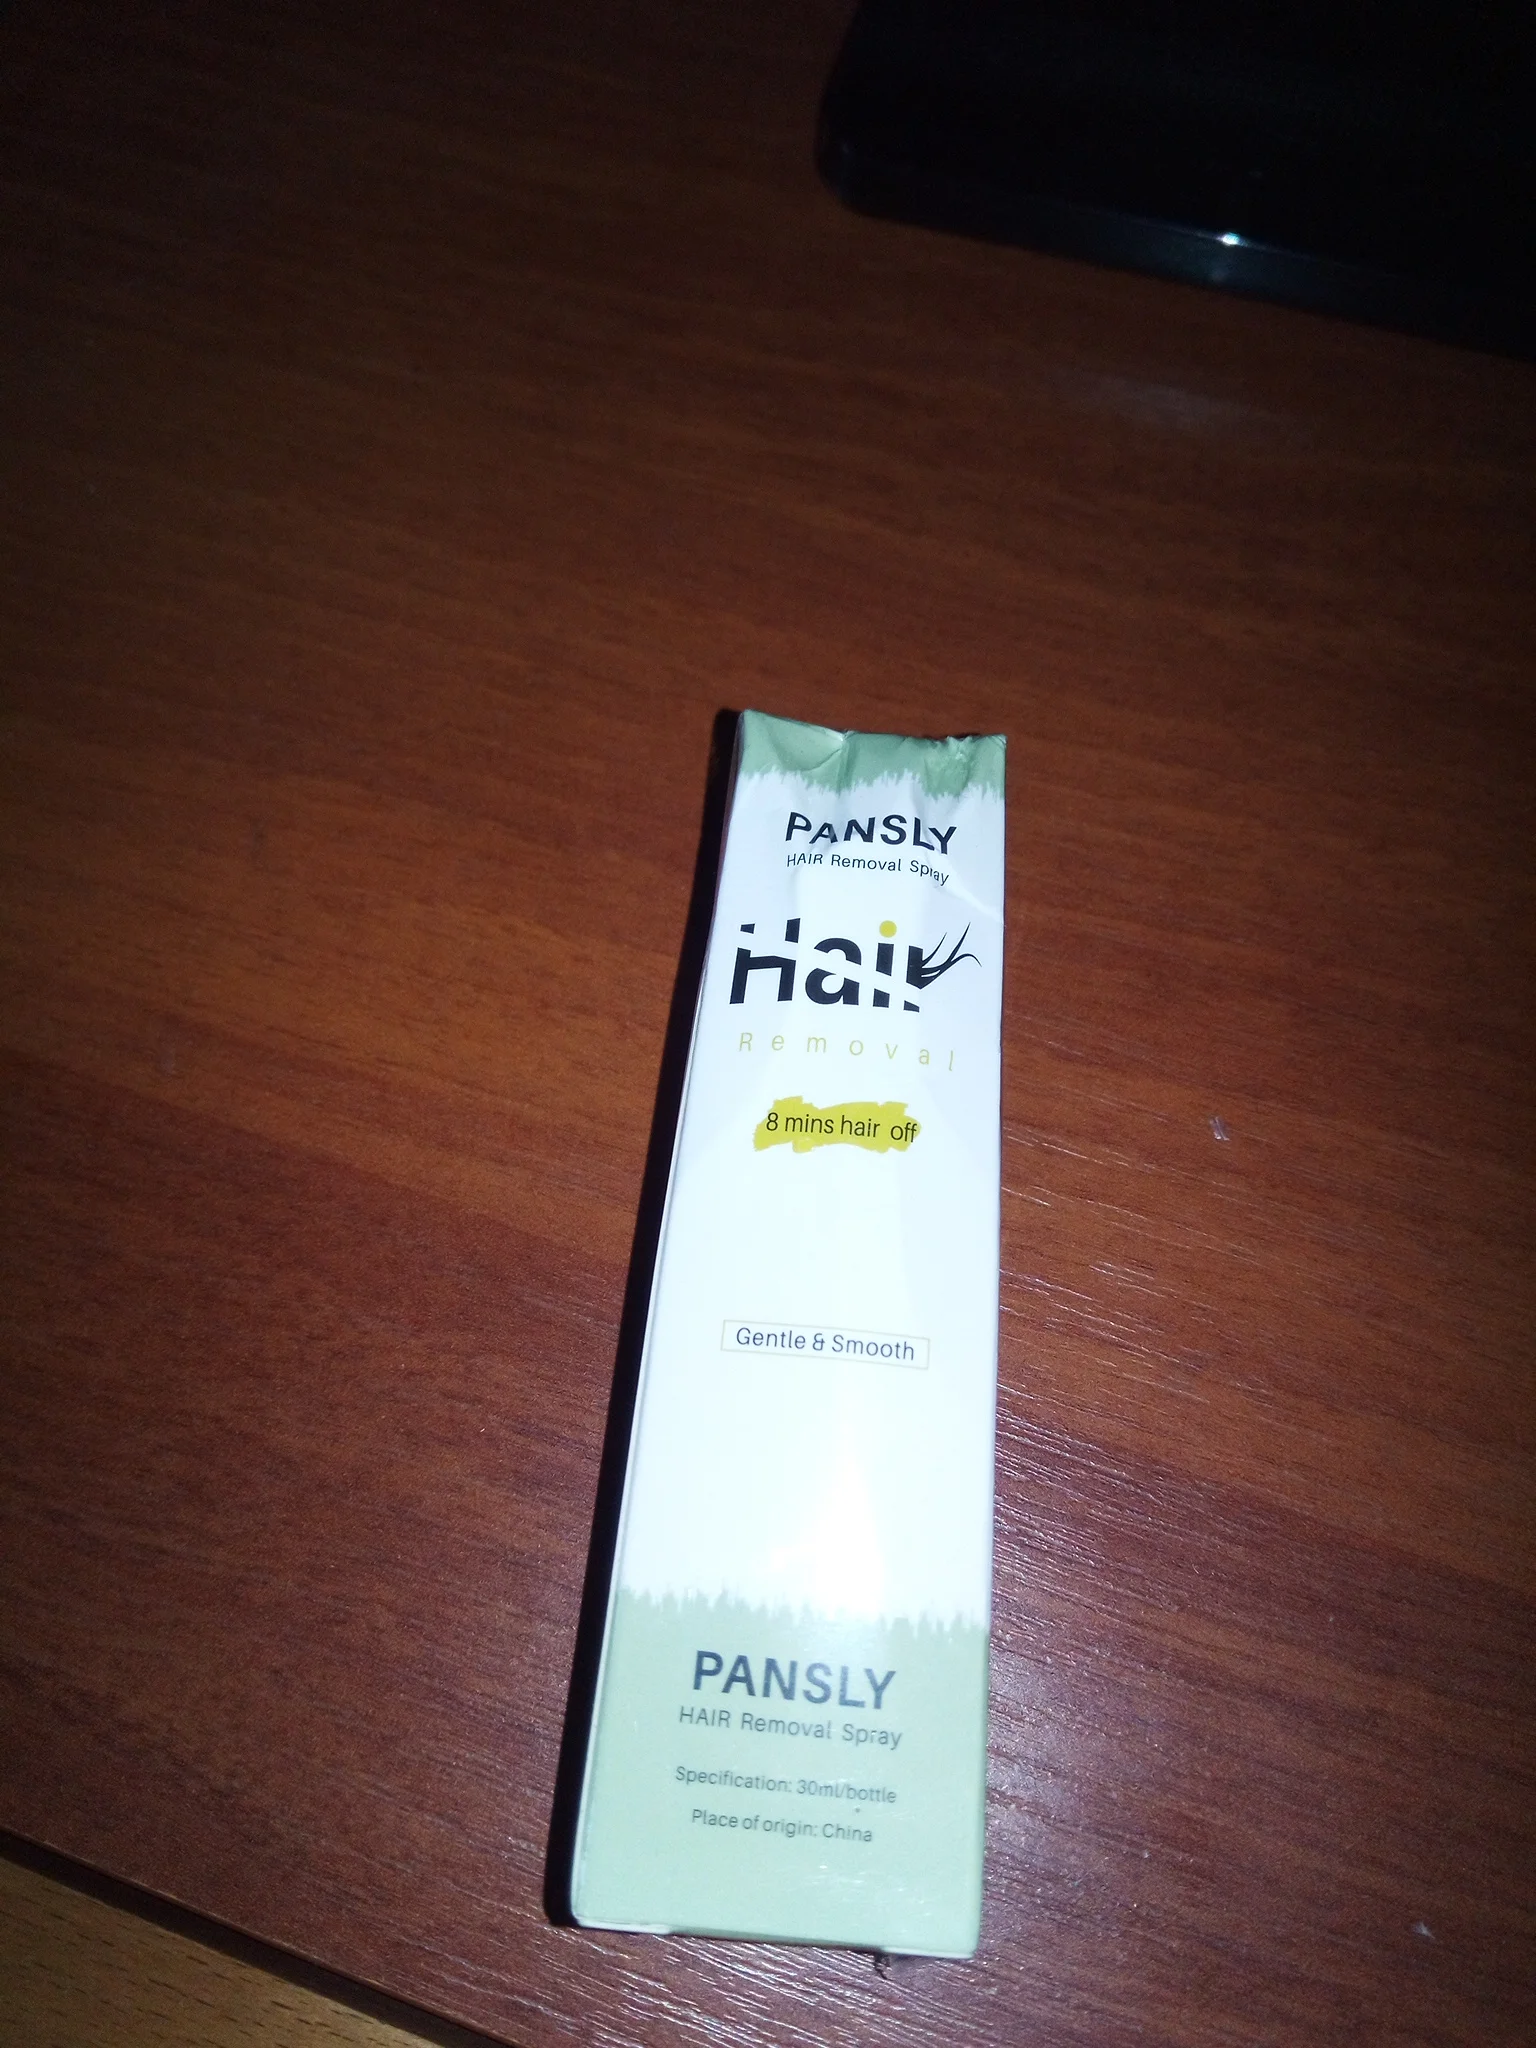 PANSLY
HAIR Removal Spray
Hair
Removal
8 mins hair off
Gentle & Smooth
PANSLY
HAIR Removal Spray
Specification: 30ml/bottle
Place of origin: China